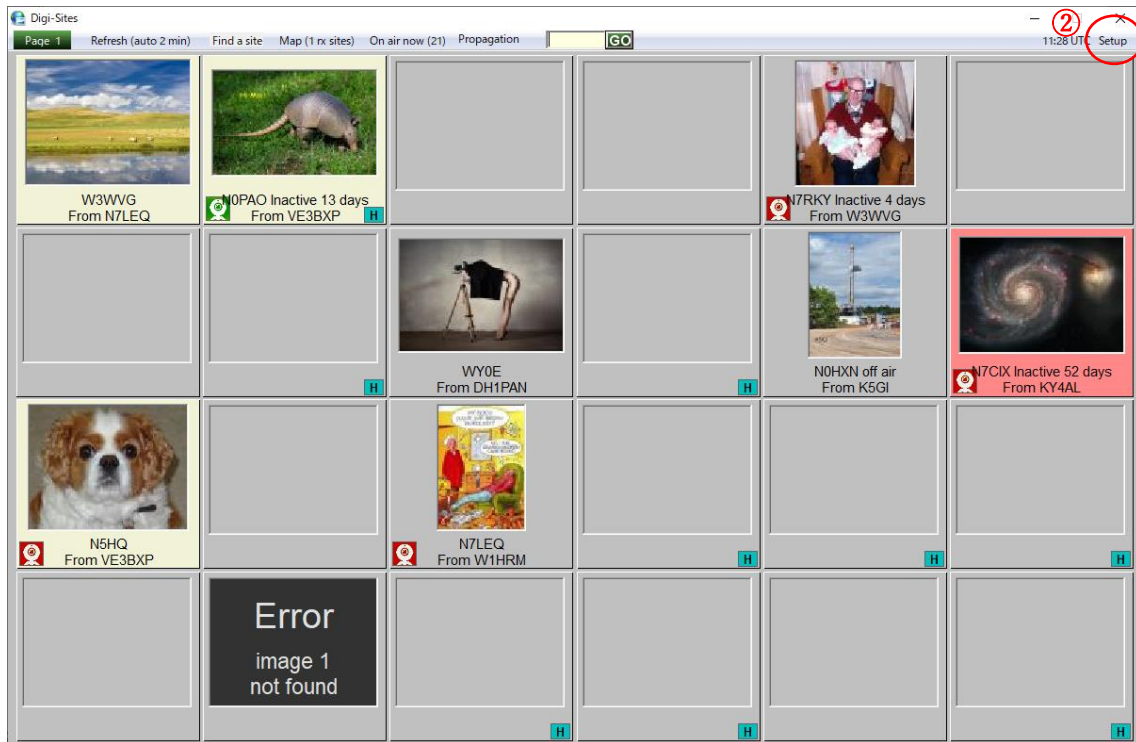 Digi-Sites
②
Page 1 Refresh (auto 2 min) Find a site Map (1 rx sites) On air now (21) Propagation GO 11:28 UTC Setup
W3WVG
From N7LEQ
N0PAO Inactive 13 days
From VE3BXP
H
N7RKY Inactive 4 days
From W3WVG
H
WY0E
From DH1PAN
H
N0HXN off air
From K5GI
N7CIX Inactive 52 days
From KY4AL
N5HQ
From VE3BXP
N7LEQ
From W1HRM
H
H
H
Error
image 1
not found
H
H
H